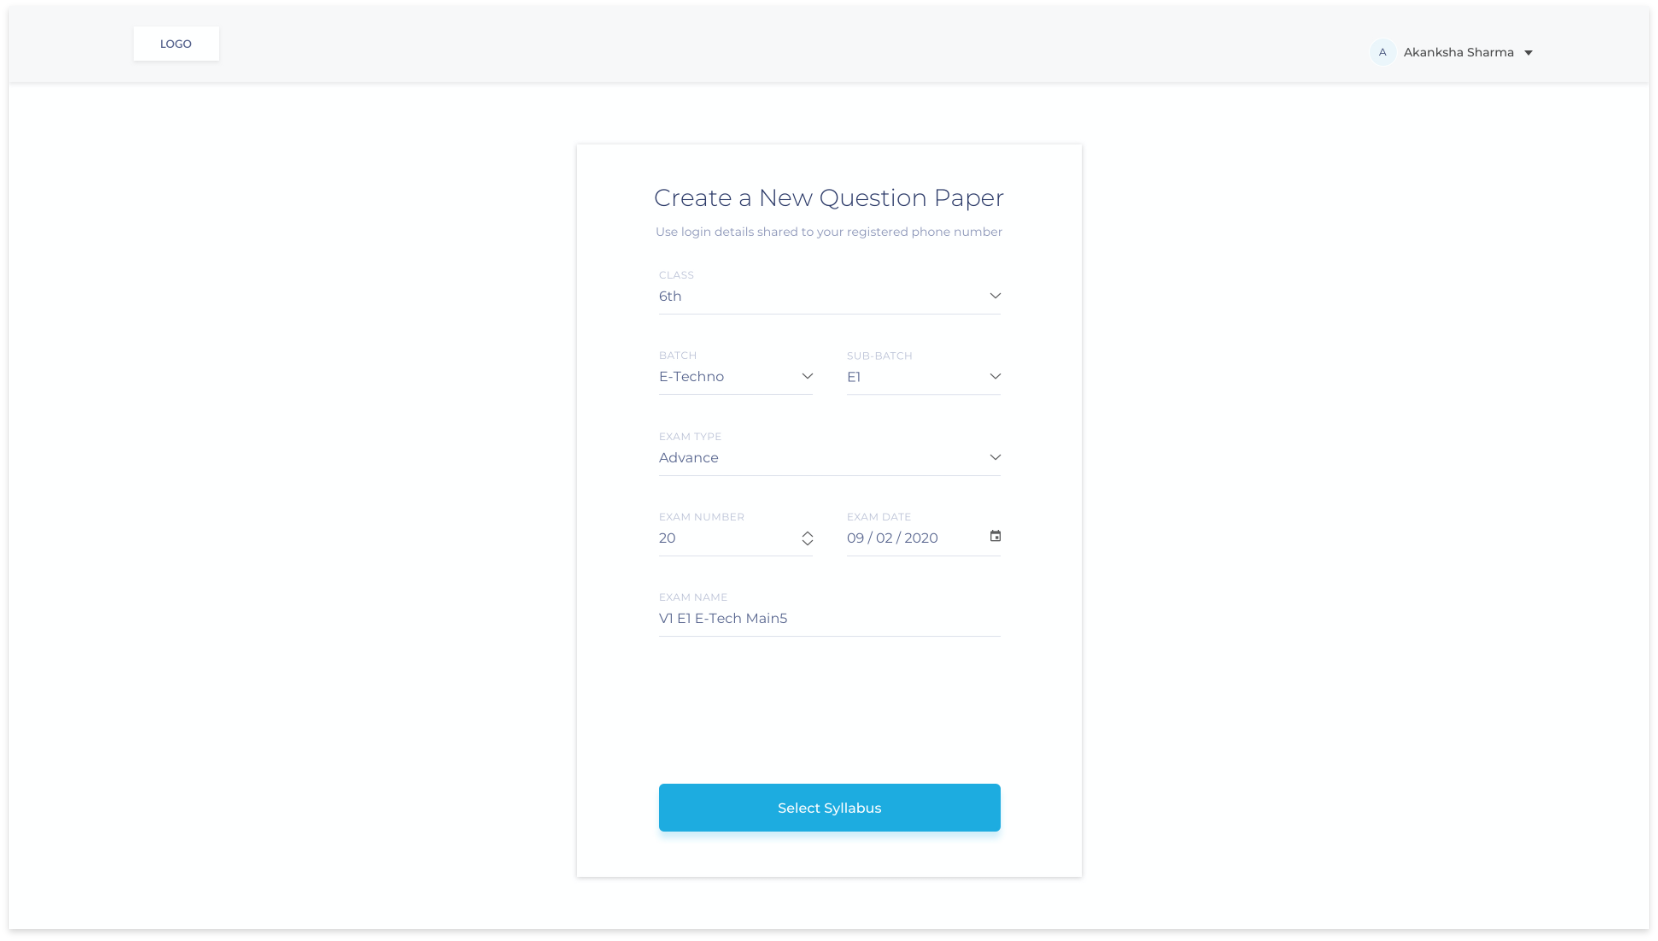 LOGO
A Akanksha Sharma
Create a New Question Paper
Use login details shared to your registered phone number
CLASS
6th
BATCH SUB-BATCH
E-Techno E1
EXAM TYPE
Advance
EXAM NUMBER EXAM DATE
20 09 / 02 / 2020
EXAM NAME
V1 E1 E-Tech Main5
Select Syllabus